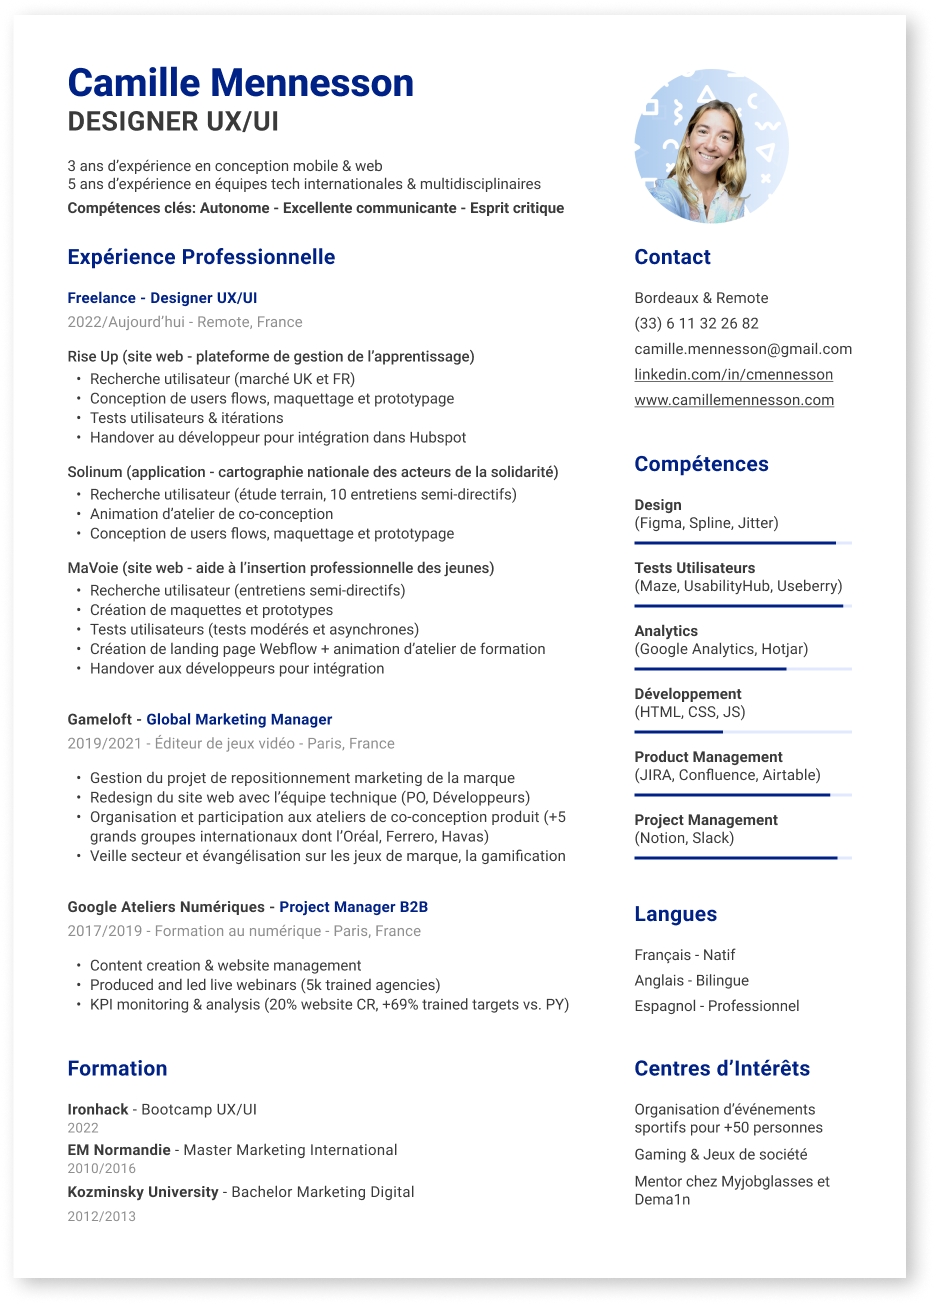 Camille Mennesson
DESIGNER UX/UI
3 ans d’expérience en conception mobile & web
5 ans d’expérience en équipes tech internationales & multidisciplinaires
Compétences clés: Autonome - Excellente communicante - Esprit critique
Expérience Professionnelle
Freelance - Designer UX/UI
2022/Aujourd’hui - Remote, France
Rise Up (site web - plateforme de gestion de l’apprentissage)
• Recherche utilisateur (marché UK et FR)
• Conception de users flows, maquettage et prototypage
• Tests utilisateurs & itérations
• Handover au développeur pour intégration dans Hubspot
Solinum (application - cartographie nationale des acteurs de la solidarité)
• Recherche utilisateur (étude terrain, 10 entretiens semi-directifs)
• Animation d’atelier de co-conception
• Conception de users flows, maquettage et prototypage
MaVoie (site web - aide à l’insertion professionnelle des jeunes)
• Recherche utilisateur (entretiens semi-directifs)
• Création de maquettes et prototypes
• Tests utilisateurs (tests modérés et asynchrones)
• Création de landing page Webflow + animation d’atelier de formation
• Handover aux développeurs pour intégration
Gameloft - Global Marketing Manager
2019/2021 - Éditeur de jeux vidéo - Paris, France
• Gestion du projet de repositionnement marketing de la marque
• Redesign du site web avec l’équipe technique (PO, Développeurs)
• Organisation et participation aux ateliers de co-conception produit (+5
grands groupes internationaux dont l’Oréal, Ferrero, Havas)
• Veille secteur et évangélisation sur les jeux de marque, la gamification
Google Ateliers Numériques - Project Manager B2B
2017/2019 - Formation au numérique - Paris, France
• Content creation & website management
• Produced and led live webinars (5k trained agencies)
• KPI monitoring & analysis (20% website CR, +69% trained targets vs. PY)
Formation
Ironhack - Bootcamp UX/UI
2022
EM Normandie - Master Marketing International
2010/2016
Kozminsky University - Bachelor Marketing Digital
2012/2013
Contact
Bordeaux & Remote
(33) 6 11 32 26 82
camille.mennesson@gmail.com
linkedin.com/in/cmennesson
www.camillemennesson.com
Compétences
Design
(Figma, Spline, Jitter)
Tests Utilisateurs
(Maze, UsabilityHub, Useberry)
Analytics
(Google Analytics, Hotjar)
Développement
(HTML, CSS, JS)
Product Management
(JIRA, Confluence, Airtable)
Project Management
(Notion, Slack)
Langues
Français - Natif
Anglais - Bilingue
Espagnol - Professionnel
Centres d’Intérêts
Organisation d’événements
sportifs pour +50 personnes
Gaming & Jeux de société
Mentor chez Myjobglasses et
Dema1n